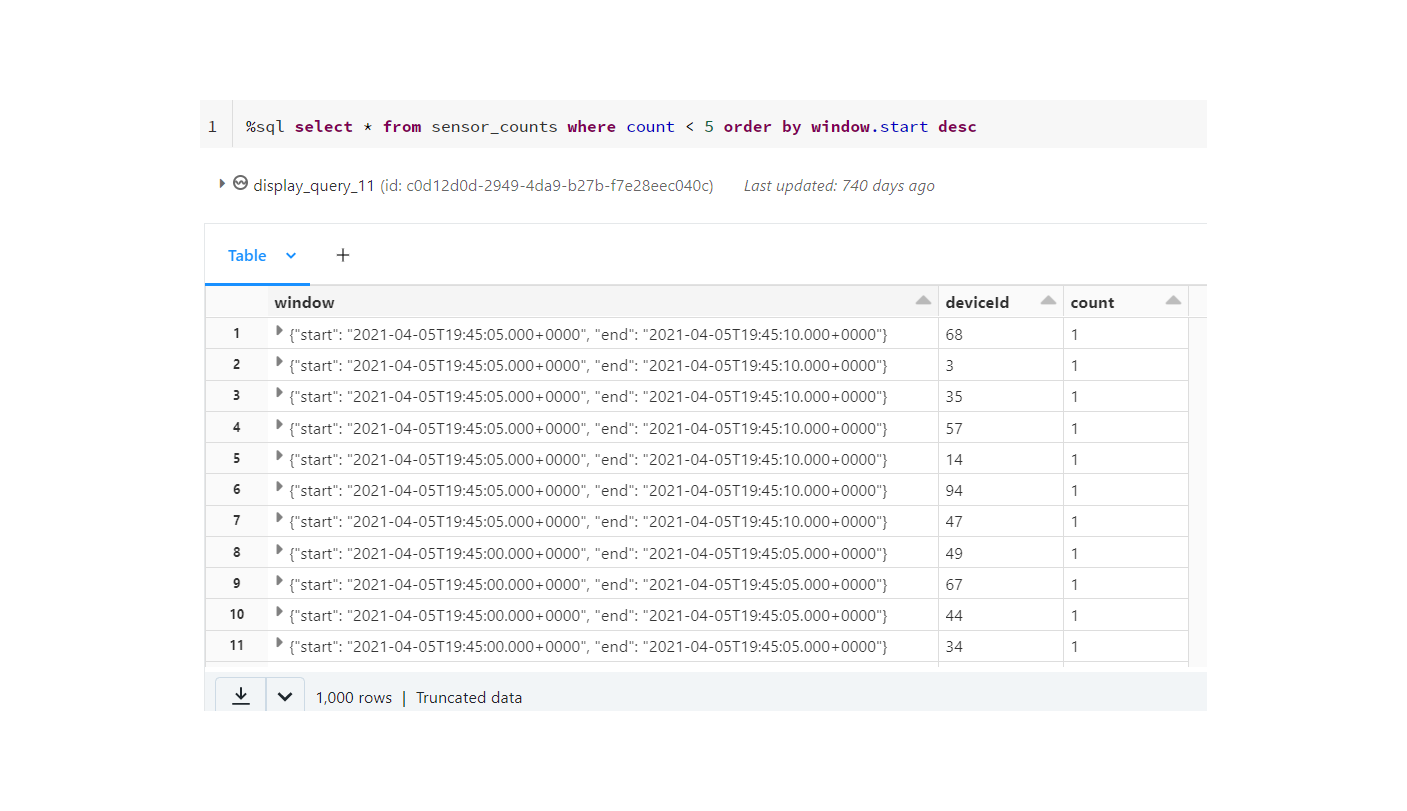 1 %sql select * from sensor_counts where count < 5 order by window.start desc
display_query_11 (id: c0d12d0d-2949-4da9-b27b-f7e28eec040c) Last updated: 740 days ago
Table +
window deviceId count
1 {"start": "2021-04-05T19:45:05.000+0000", "end": "2021-04-05T19:45:10.000+0000"} 68 1
2 {"start": "2021-04-05T19:45:05.000+0000", "end": "2021-04-05T19:45:10.000+0000"} 3 1
3 {"start": "2021-04-05T19:45:05.000+0000", "end": "2021-04-05T19:45:10.000+0000"} 35 1
4 {"start": "2021-04-05T19:45:05.000+0000", "end": "2021-04-05T19:45:10.000+0000"} 57 1
5 {"start": "2021-04-05T19:45:05.000+0000", "end": "2021-04-05T19:45:10.000+0000"} 14 1
6 {"start": "2021-04-05T19:45:05.000+0000", "end": "2021-04-05T19:45:10.000+0000"} 94 1
7 {"start": "2021-04-05T19:45:05.000+0000", "end": "2021-04-05T19:45:10.000+0000"} 47 1
8 {"start": "2021-04-05T19:45:00.000+0000", "end": "2021-04-05T19:45:05.000+0000"} 49 1
9 {"start": "2021-04-05T19:45:00.000+0000", "end": "2021-04-05T19:45:05.000+0000"} 67 1
10 {"start": "2021-04-05T19:45:00.000+0000", "end": "2021-04-05T19:45:05.000+0000"} 44 1
11 {"start": "2021-04-05T19:45:00.000+0000", "end": "2021-04-05T19:45:05.000+0000"} 34 1
1,000 rows | Truncated data